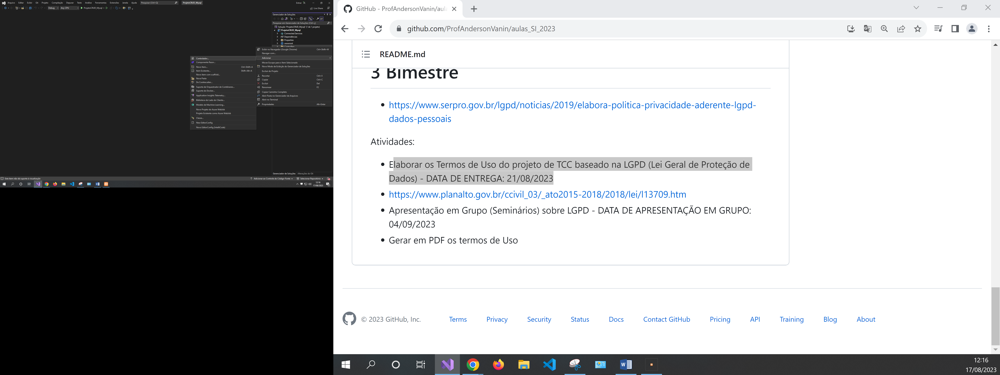 Arquivo Editar Exibir Git Projeto Compilação Depurar Teste Análise Ferramentas Extensões Janela Ajuda Pesquisar (Ctrl+Q) ProjetoCRUD_Mysql Entrar
Debug Any CPU ProjetoCRUD_Mysql Live Share
Gerenciador de Soluções
Pesquisar em Gerenciador de Soluções (Ctrl+ç)
Solução 'ProjetoCRUD_Mysql' (1 de 1 projeto)
ProjetoCRUD_Mysql
Connected Services
Dependências
Properties
wwwroot
Controllers
Exibir no Navegador (Google Chrome) Ctrl+Shift+W
Navegar com...
Adicionar
Mover Escopo para o Item Selecionado
Novo Modo de Exibição do Gerenciador de Soluções
Excluir do Projeto
Recortar Ctrl+X
Copiar Ctrl+C
Excluir Del
Renomear F2
Copiar Caminho Completo
Abrir Pasta no Gerenciador de Arquivos
Abrir no Terminal
Propriedades Alt+Enter
Controlador...
Componente Razor...
Novo Item... Ctrl+Shift+A
Item Existente... Shift+Alt+A
Novo item com scaffold...
Nova Pasta
De Cookiecutter...
Suporte de Orquestrador de Contêineres...
Suporte do Docker...
Application Insights Telemetry...
Biblioteca do Lado do Cliente...
Modelo de Machine Learning...
Novo Projeto do Azure WebJob
Projeto Existente como Azure WebJob
Classe...
New EditorConfig
Novo EditorConfig (IntelliCode)
Gerenciador de Soluções Alterações do Git
Este item não dá suporte à visualização Adicionar ao Controle do Código-Fonte Selecionar Repositório
12:16
17/08/2023
GitHub - ProfAndersonVanin/aula
github.com/ProfAndersonVanin/aulas_SI_2023
README.md
3 Bimestre
https://www.serpro.gov.br/lgpd/noticias/2019/elabora-politica-privacidade-aderente-lgpd-
dados-pessoais
Atividades:
Elaborar os Termos de Uso do projeto de TCC baseado na LGPD (Lei Geral de Proteção de
Dados) - DATA DE ENTREGA: 21/08/2023
https://www.planalto.gov.br/ccivil_03/_ato2015-2018/2018/lei/l13709.htm
Apresentação em Grupo (Seminários) sobre LGPD - DATA DE APRESENTAÇÃO EM GRUPO:
04/09/2023
Gerar em PDF os termos de Uso
© 2023 GitHub, Inc. Terms Privacy Security Status Docs Contact GitHub Pricing API Training Blog About
12:16
17/08/2023